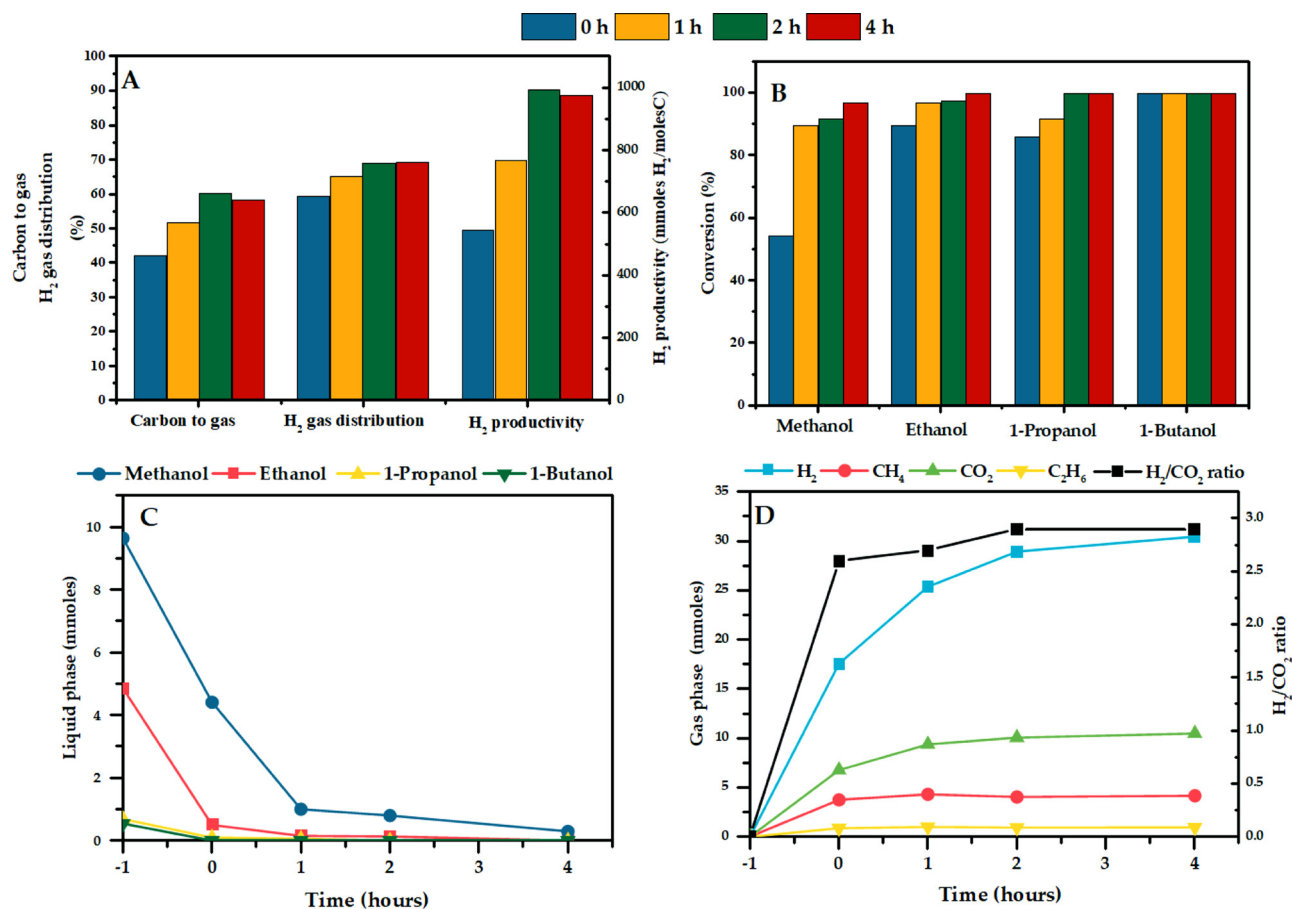 0 h 1 h 2 h 4 h
A
Carbon to gas
H₂ gas distribution
(%)
100
90
80
70
60
50
40
30
20
10
0
Carbon to gas H₂ gas distribution H₂ productivity
1000
800
600
400
200
0
H₂ productivity (mmoles H₂/molesC)
B
Conversion (%)
100
80
60
40
20
0
Methanol Ethanol 1-Propanol 1-Butanol
Methanol Ethanol 1-Propanol 1-Butanol
C
Liquid phase (mmoles)
10
8
6
4
2
0
-1 0 1 2 3 4
Time (hours)
H₂ CH₄ CO₂ C₂H₆ H₂/CO₂ ratio
D
Gas phase (mmoles)
35
30
25
20
15
10
5
0
-1 0 1 2 3 4
Time (hours)
3.0
2.5
2.0
1.5
1.0
0.5
0.0
H₂/CO₂ ratio